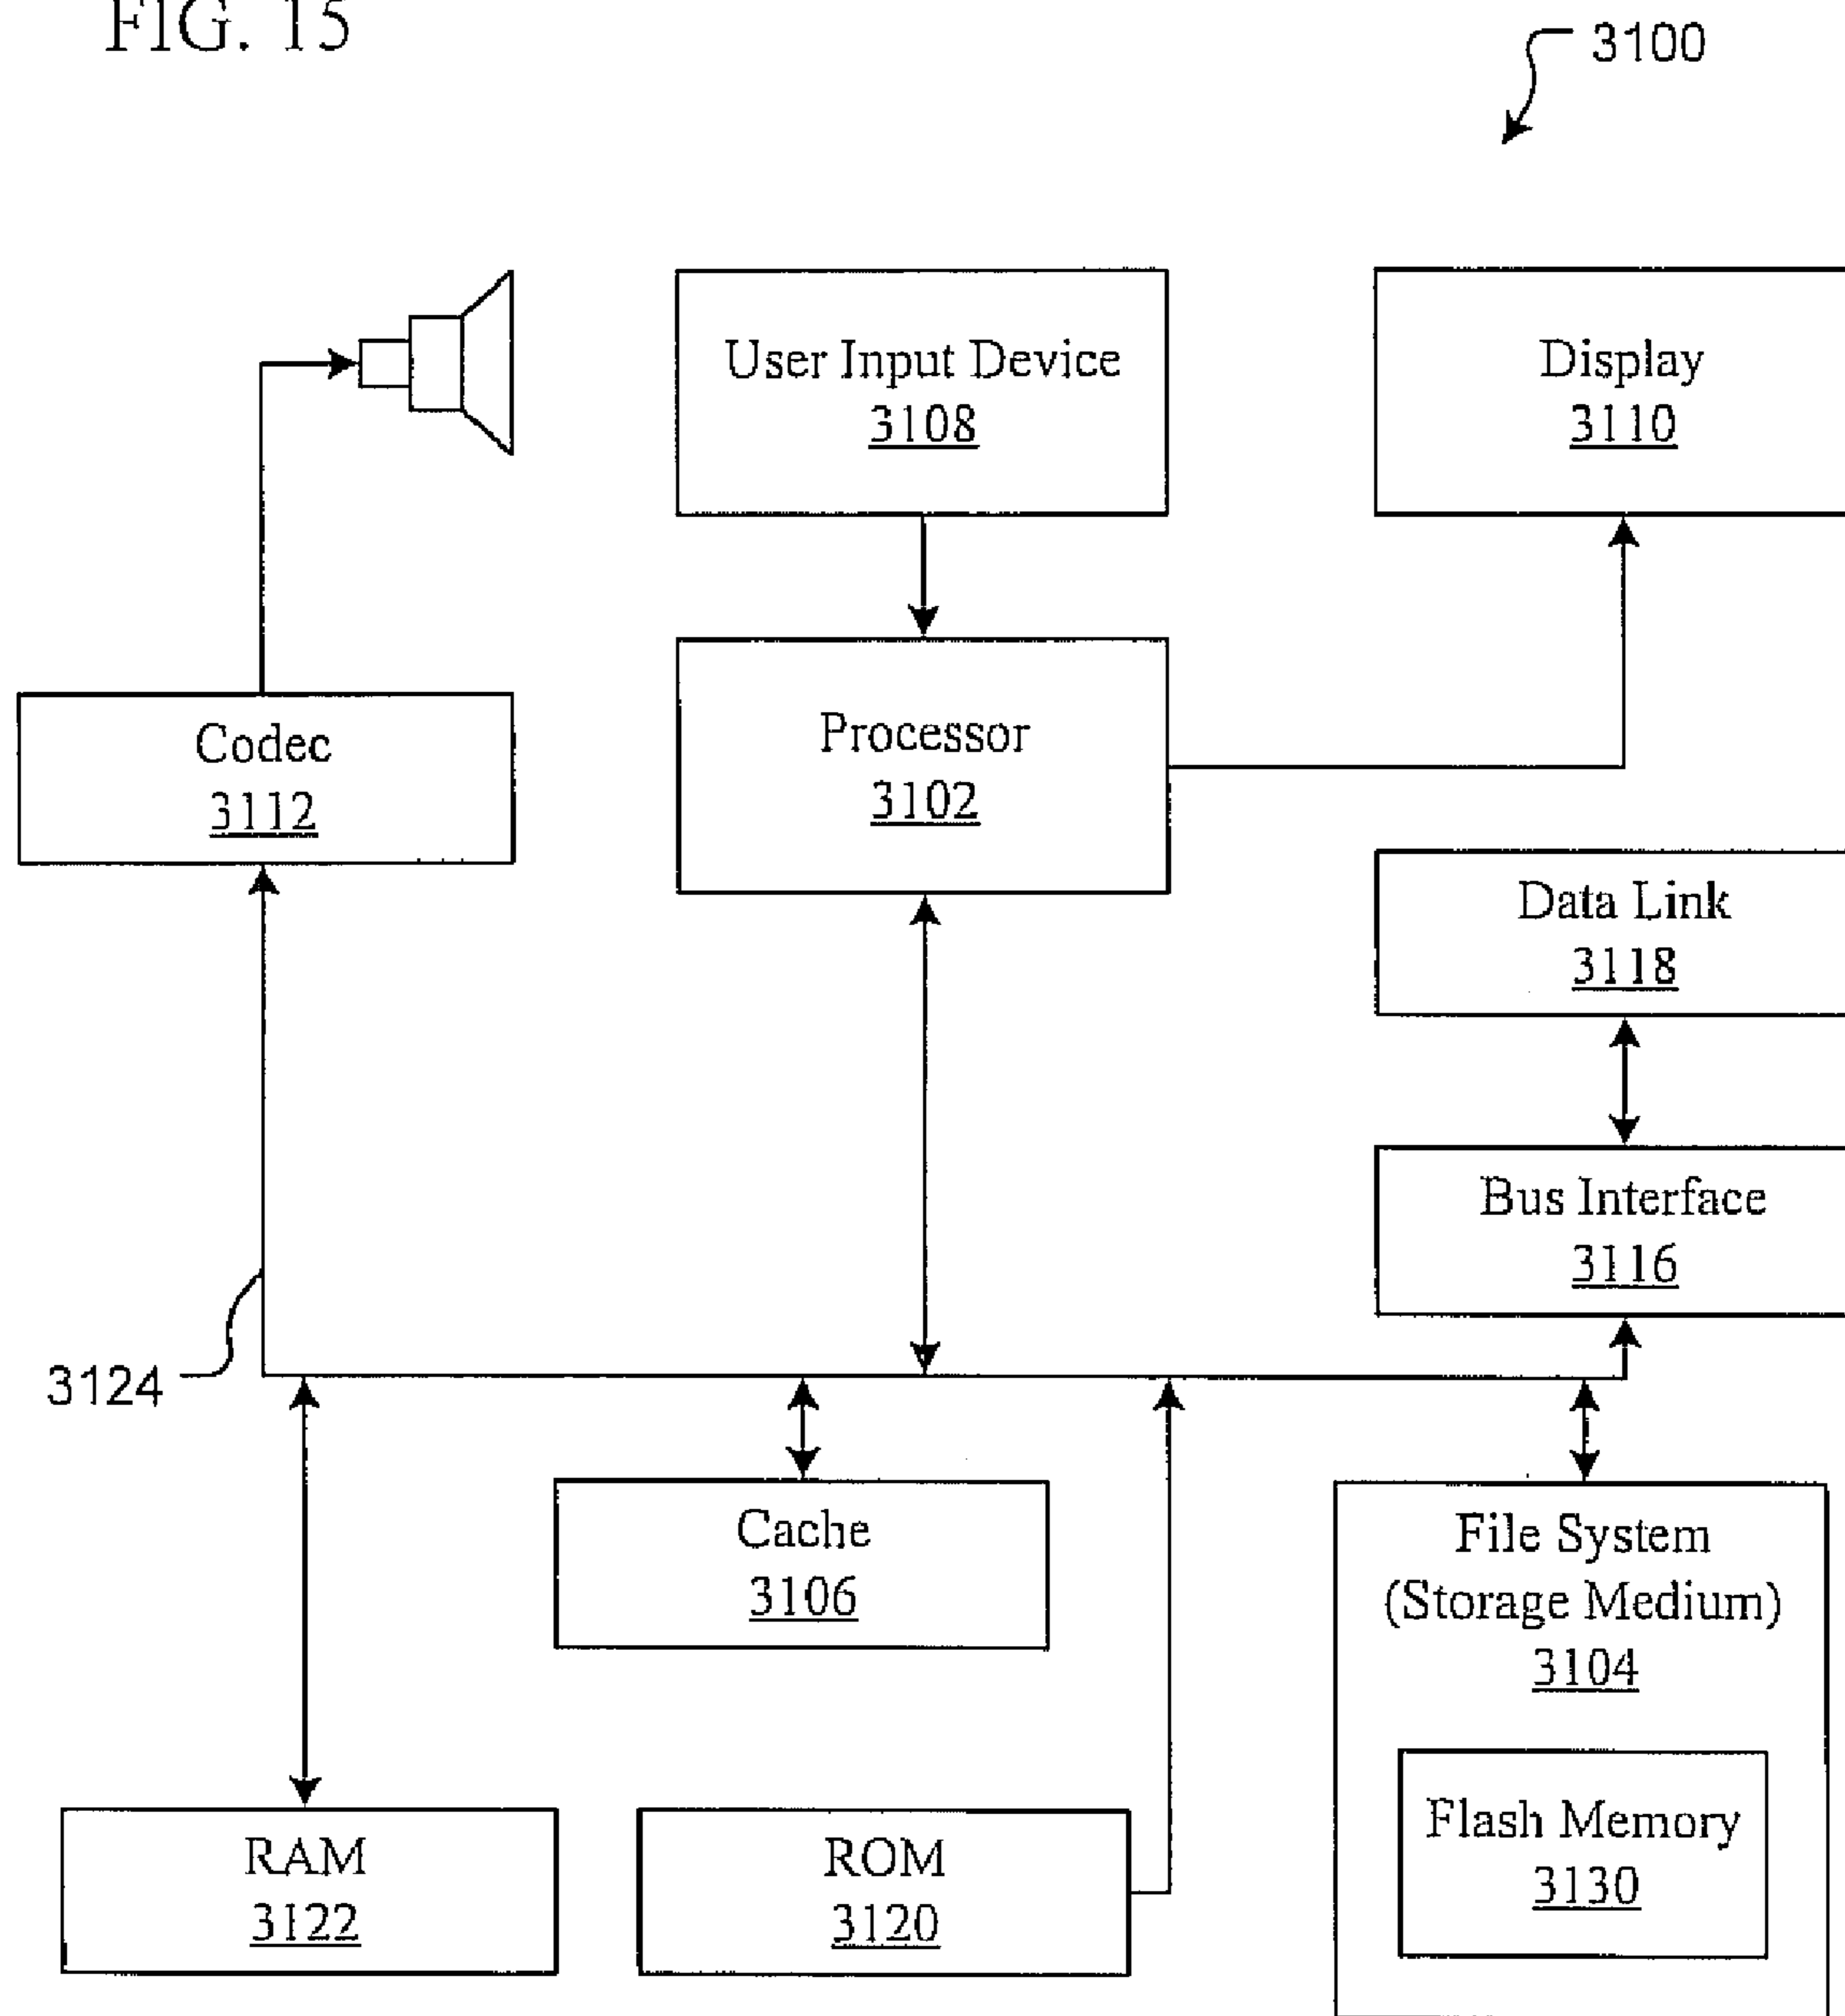 FIG. 15
3100
User Input Device
3108
Display
3110
Codec
3112
Processor
3102
Data Link
3118
Bus Interface
3116
3124
Cache
3106
File System
(Storage Medium)
3104
Flash Memory
3130
RAM
3122
ROM
3120